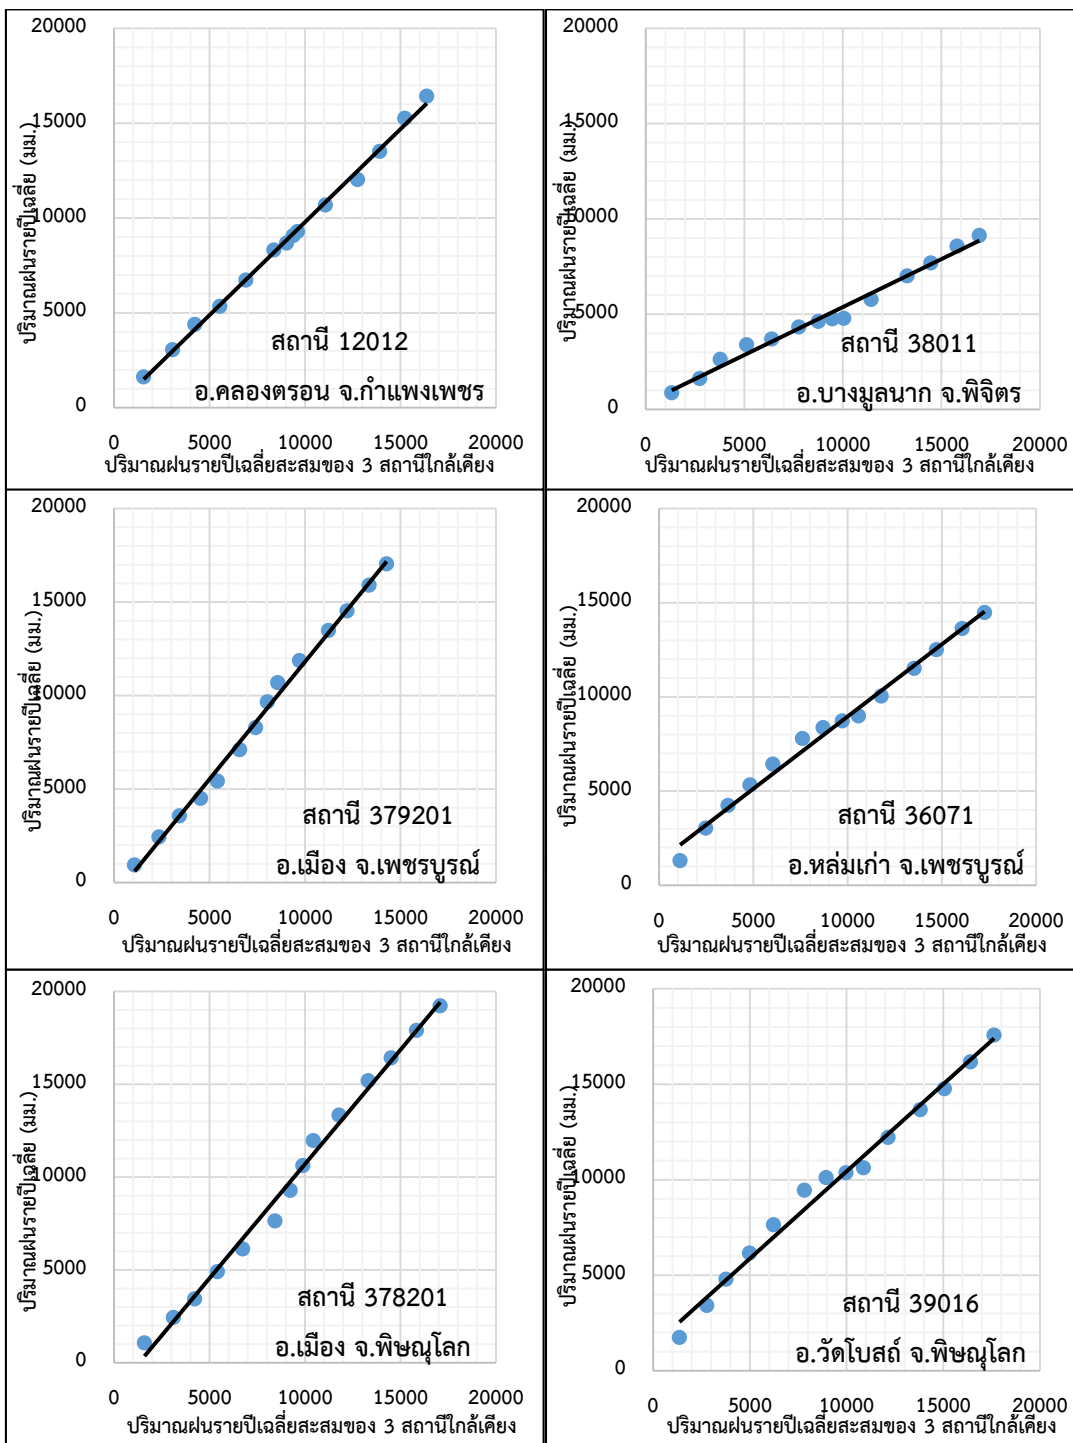 20000
15000
10000
5000
0
ปริมาณฝนรายปีเฉลี่ย (มม.)
สถานี 12012
อ.คลองตรอน จ.กำแพงเพชร
0 5000 10000 15000 20000
ปริมาณฝนรายปีเฉลี่ยสะสมของ 3 สถานีใกล้เคียง
20000
15000
10000
5000
0
ปริมาณฝนรายปีเฉลี่ย (มม.)
สถานี 38011
อ.บางมูลนาก จ.พิจิตร
0 5000 10000 15000 20000
ปริมาณฝนรายปีเฉลี่ยสะสมของ 3 สถานีใกล้เคียง
20000
15000
10000
5000
0
ปริมาณฝนรายปีเฉลี่ย (มม.)
สถานี 379201
อ.เมือง จ.เพชรบูรณ์
0 5000 10000 15000 20000
ปริมาณฝนรายปีเฉลี่ยสะสมของ 3 สถานีใกล้เคียง
20000
15000
10000
5000
0
ปริมาณฝนรายปีเฉลี่ย (มม.)
สถานี 36071
อ.หล่มเก่า จ.เพชรบูรณ์
0 5000 10000 15000 20000
ปริมาณฝนรายปีเฉลี่ยสะสมของ 3 สถานีใกล้เคียง
20000
15000
10000
5000
0
ปริมาณฝนรายปีเฉลี่ย (มม.)
สถานี 378201
อ.เมือง จ.พิษณุโลก
0 5000 10000 15000 20000
ปริมาณฝนรายปีเฉลี่ยสะสมของ 3 สถานีใกล้เคียง
20000
15000
10000
5000
0
ปริมาณฝนรายปีเฉลี่ย (มม.)
สถานี 39016
อ.วัดโบสถ์ จ.พิษณุโลก
0 5000 10000 15000 20000
ปริมาณฝนรายปีเฉลี่ยสะสมของ 3 สถานีใกล้เคียง